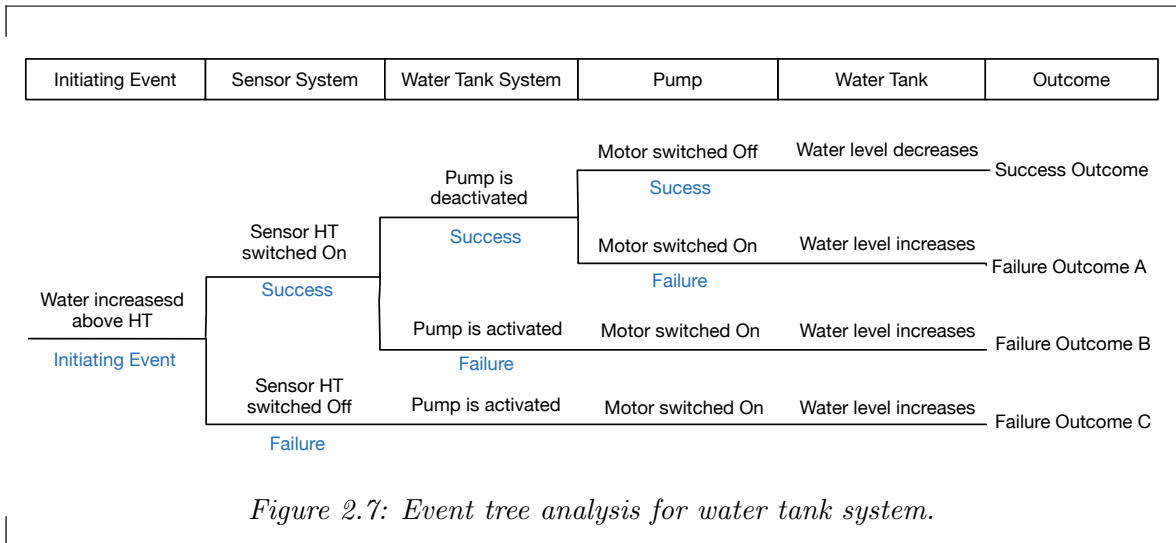 Initiating Event Sensor System Water Tank System Pump Water Tank Outcome
Motor switched Off Water level decreases
Success Outcome
Sucess
Pump is
deactivated
Success
Motor switched On Water level increases
Failure Outcome A
Failure
Sensor HT
switched On
Success
Water increasesd
above HT
Initiating Event
Pump is activated Motor switched On Water level increases
Failure Outcome B
Failure
Sensor HT
switched Off Pump is activated Motor switched On Water level increases
Failure Outcome C
Failure
Figure 2.7: Event tree analysis for water tank system.